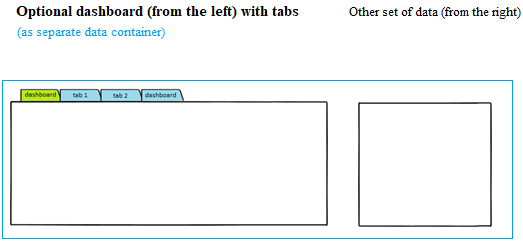 Optional dashboard (from the left) with tabs
(as separate data container)
Other set of data (from the right)
dashboard tab 1 tab 2 dashboard